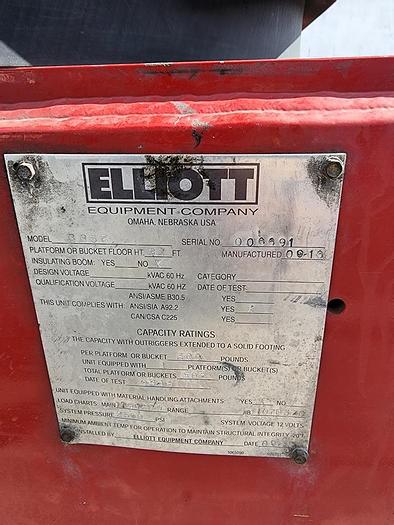 ELLIOTT
EQUIPMENT COMPANY
OMAHA, NEBRASKA USA
MODEL SERIAL NO.
PLATFORM OR BUCKET FLOOR HT. FT MANUFACTURED
INSULATING BOOM: YES NO X
DESIGN VOLTAGE KVAC 60 HZ CATEGORY
QUALIFICATION VOLTAGE KVAC 60 HZ DATE OF TEST
ANSI/ASME B30.5 YES
THIS UNIT COMPLIES WITH: ANSI/SIA A92.2 YES
CAN/CSA C225 YES
CAPACITY RATINGS
THE CAPACITY WITH OUTRIGGERS EXTENDED TO A SOLID FOOTING
PER PLATFORM OR BUCKET POUNDS
UNIT EQUIPPED WITH PLATFORM(S) OR BUCKET(S)
TOTAL PLATFORM OR BUCKETS POUNDS
DATE OF TEST
UNIT EQUIPPED WITH MATERIAL HANDLING ATTACHMENTS YES NO
LOAD CHARTS: MAIN RANGE JIB
SYSTEM PRESSURE PSI SYSTEM VOLTAGE 12 VOLTS
MINIMUM AMBIENT TEMP FOR OPERATION TO MAINTAIN STRUCTURAL INTEGRITY
INSTALLED BY ELLIOTT EQUIPMENT COMPANY DATE